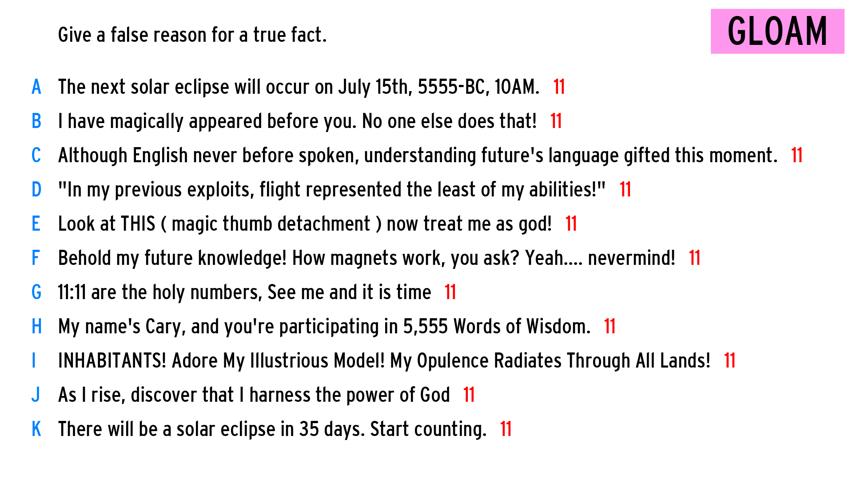 Give a false reason for a true fact.
GLOAM
A The next solar eclipse will occur on July 15th, 5555-BC, 10AM. 11
B I have magically appeared before you. No one else does that! 11
C Although English never before spoken, understanding future's language gifted this moment. 11
D "In my previous exploits, flight represented the least of my abilities!" 11
E Look at THIS ( magic thumb detachment ) now treat me as god! 11
F Behold my future knowledge! How magnets work, you ask? Yeah.... nevermind! 11
G 11:11 are the holy numbers, See me and it is time 11
H My name's Cary, and you're participating in 5,555 Words of Wisdom. 11
I INHABITANTS! Adore My Illustrious Model! My Opulence Radiates Through All Lands! 11
J As I rise, discover that I harness the power of God 11
K There will be a solar eclipse in 35 days. Start counting. 11